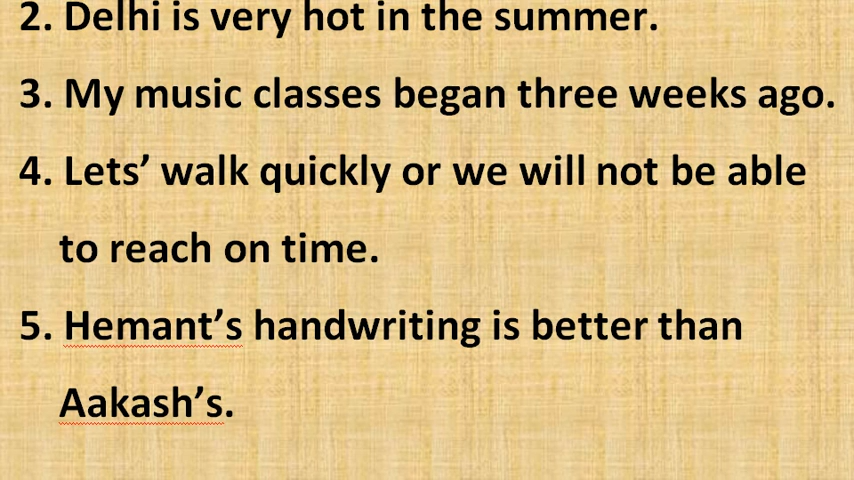 2. Delhi is very hot in the summer.
3. My music classes began three weeks ago.
4. Lets’ walk quickly or we will not be able
to reach on time.
5. Hemant’s handwriting is better than
Aakash’s.